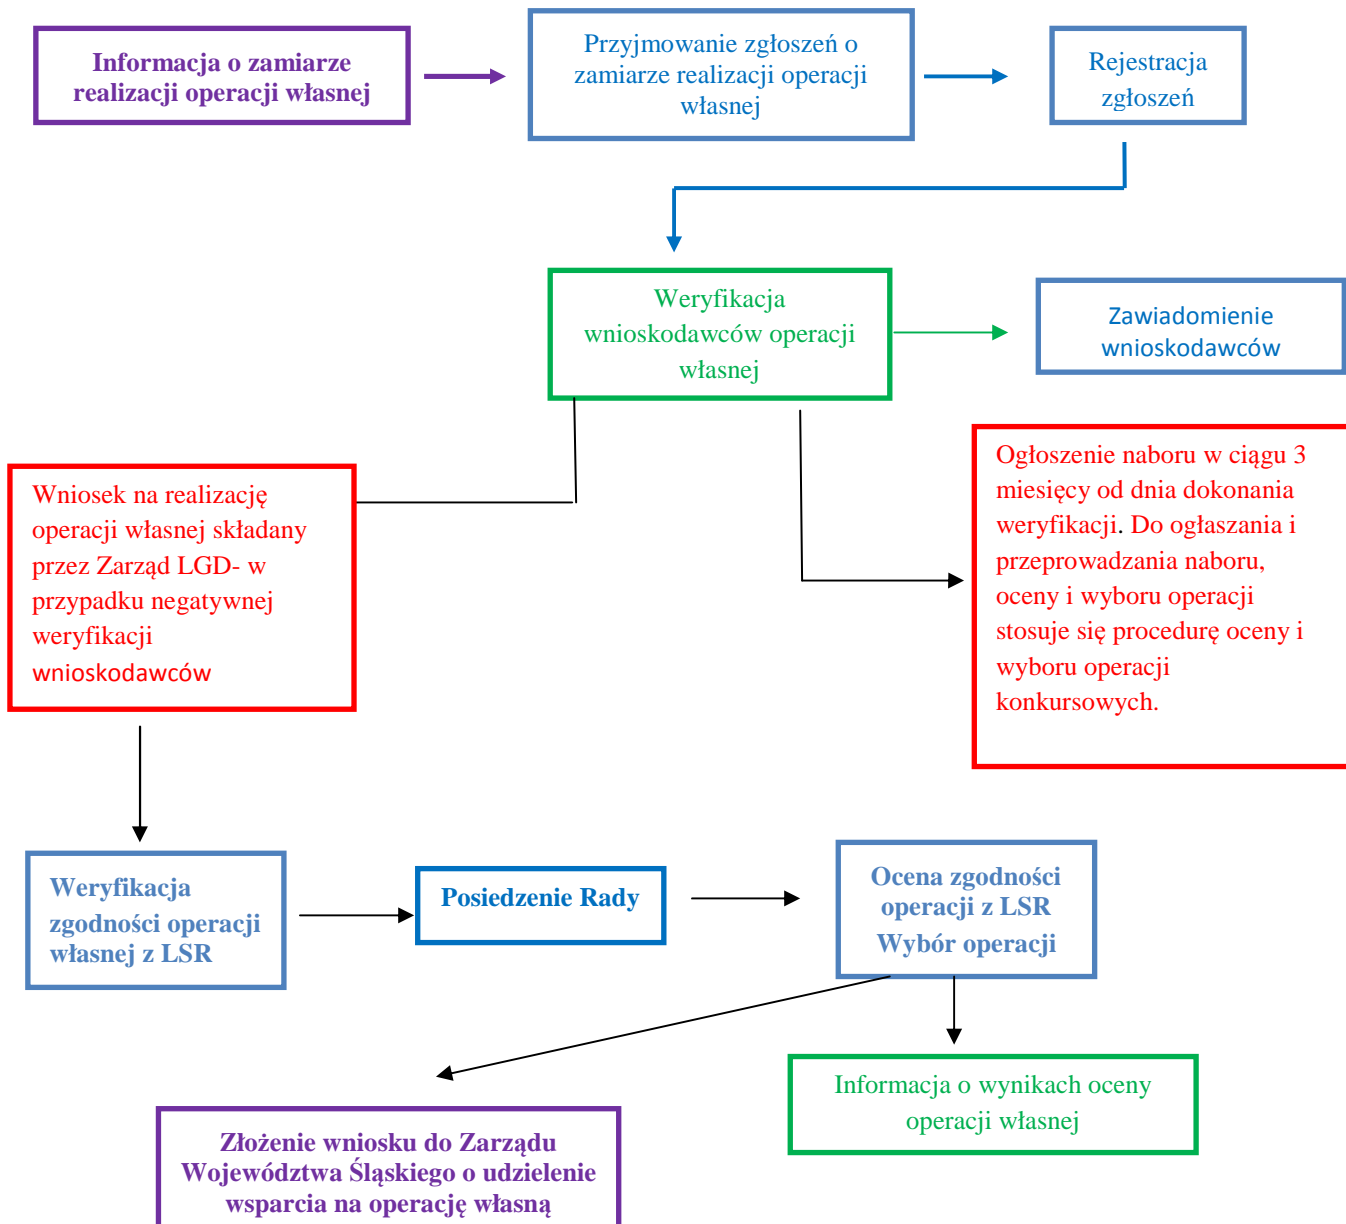 Informacja o zamiarze
realizacji operacji własnej
Przyjmowanie zgłoszeń o
zamiarze realizacji operacji
własnej
Rejestracja
zgłoszeń
Weryfikacja
wnioskodawców operacji
własnej
Zawiadomienie
wnioskodawców
Wniosek na realizację
operacji własnej składany
przez Zarząd LGD- w
przypadku negatywnej
weryfikacji
wnioskodawców
Ogłoszenie naboru w ciągu 3
miesięcy od dnia dokonania
weryfikacji. Do ogłaszania i
przeprowadzania naboru,
oceny i wyboru operacji
stosuje się procedurę oceny i
wyboru operacji
konkursowych.
Weryfikacja
zgodności operacji
własnej z LSR
Posiedzenie Rady
Ocena zgodności
operacji z LSR
Wybór operacji
Informacja o wynikach oceny
operacji własnej
Złożenie wniosku do Zarządu
Województwa Śląskiego o udzielenie
wsparcia na operację własną